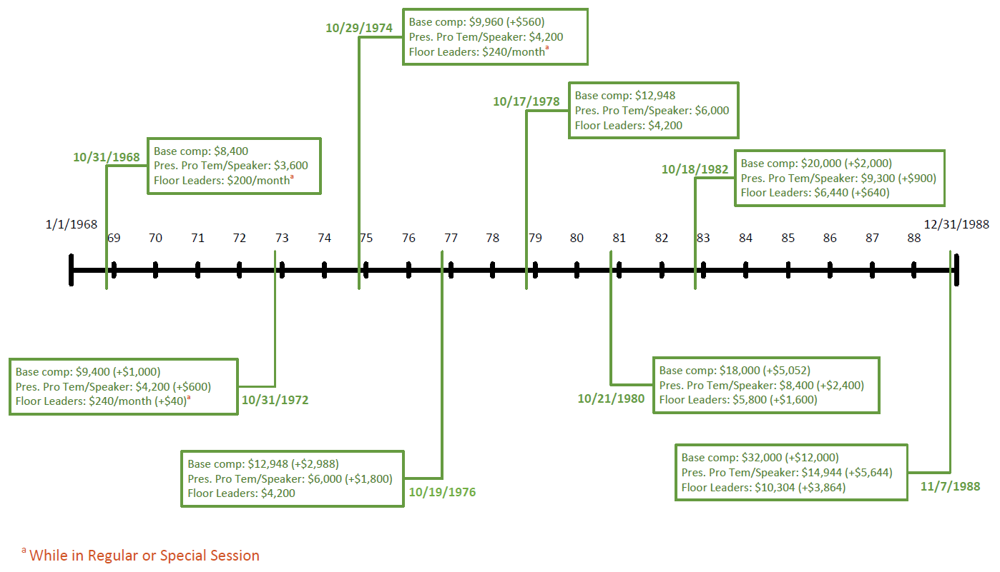 10/29/1974
Base comp: $9,960 (+$560)
Pres. Pro Tem/Speaker: $4,200
Floor Leaders: $240/monthª
10/17/1978
Base comp: $12,948
Pres. Pro Tem/Speaker: $6,000
Floor Leaders: $4,200
10/31/1968
Base comp: $8,400
Pres. Pro Tem/Speaker: $3,600
Floor Leaders: $200/monthª
10/18/1982
Base comp: $20,000 (+$2,000)
Pres. Pro Tem/Speaker: $9,300 (+$900)
Floor Leaders: $6,440 (+$640)
1/1/1968
12/31/1988
69 70 71 72 73 74 75 76 77 78 79 80 81 82 83 84 85 86 87 88
Base comp: $9,400 (+$1,000)
Pres. Pro Tem/Speaker: $4,200 (+$600)
Floor Leaders: $240/month (+$40)ª
10/31/1972
Base comp: $18,000 (+$5,052)
Pres. Pro Tem/Speaker: $8,400 (+$2,400)
Floor Leaders: $5,800 (+$1,600)
10/21/1980
Base comp: $12,948 (+$2,988)
Pres. Pro Tem/Speaker: $6,000 (+$1,800)
Floor Leaders: $4,200
10/19/1976
Base comp: $32,000 (+$12,000)
Pres. Pro Tem/Speaker: $14,944 (+$5,644)
Floor Leaders: $10,304 (+$3,864)
11/7/1988
ª While in Regular or Special Session